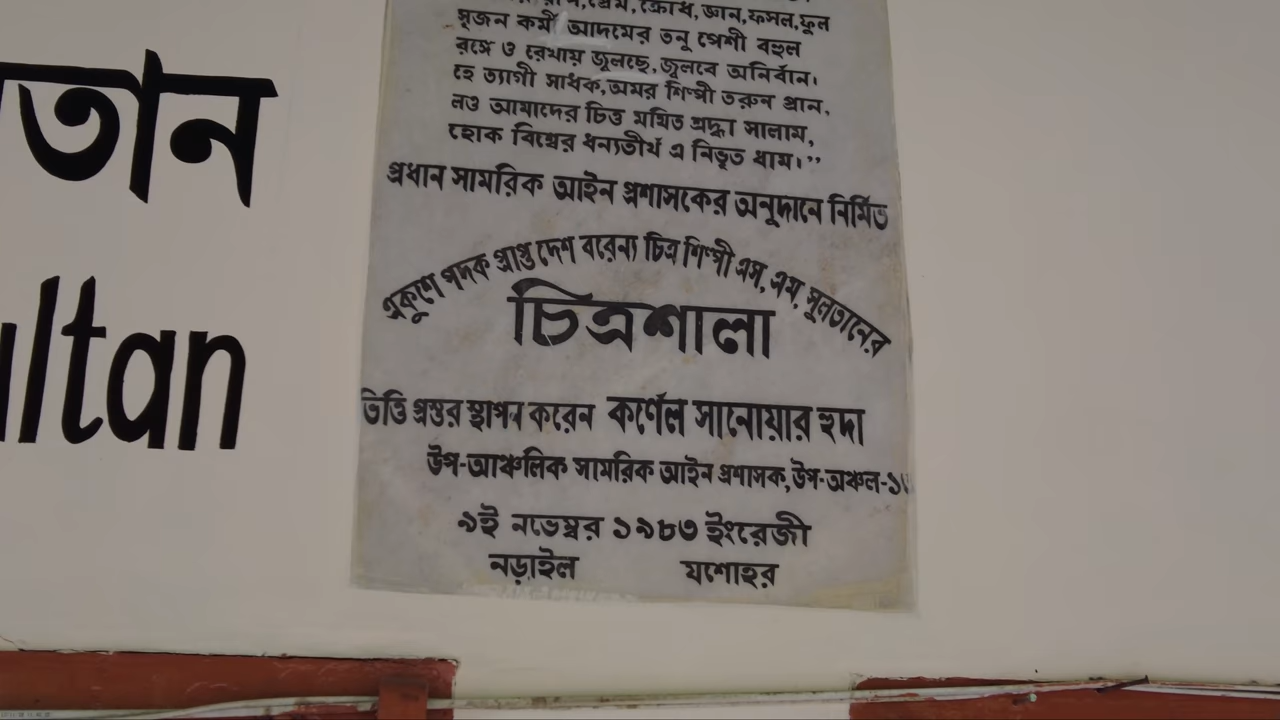 তান
ltan
প্রেম, ক্রোধ, জ্ঞান, ফসল, ফুল
সৃজন কর্মী আদমের তনু পেশী বহুল
রঙ্গে ও রেখায় জ্বলছে, জ্বলবে অনির্বান।
হে ত্যাগী সাধক, অমর শিল্পী তরুন প্রান,
লও আমাদের চিত্ত মথিত শ্রদ্ধা সালাম,
হোক বিশ্বের ধন্যতীর্থ এ নিভৃত ধাম।”
প্রধান সামরিক আইন প্রশাসকের অনুদানে নির্মিত
একুশে পদক প্রাপ্ত দেশ বরেন্য চিত্র শিল্পী এস, এম, সুলতানের
চিত্রশালা
ভিত্তি প্রস্তর স্থাপন করেন কর্ণেল সানোয়ার হুদা
উপ-আঞ্চলিক সামরিক আইন প্রশাসক, উপ-অঞ্চল-১
৯ই নভেম্বর ১৯৮৩ ইংরেজী
নড়াইল যশোহর